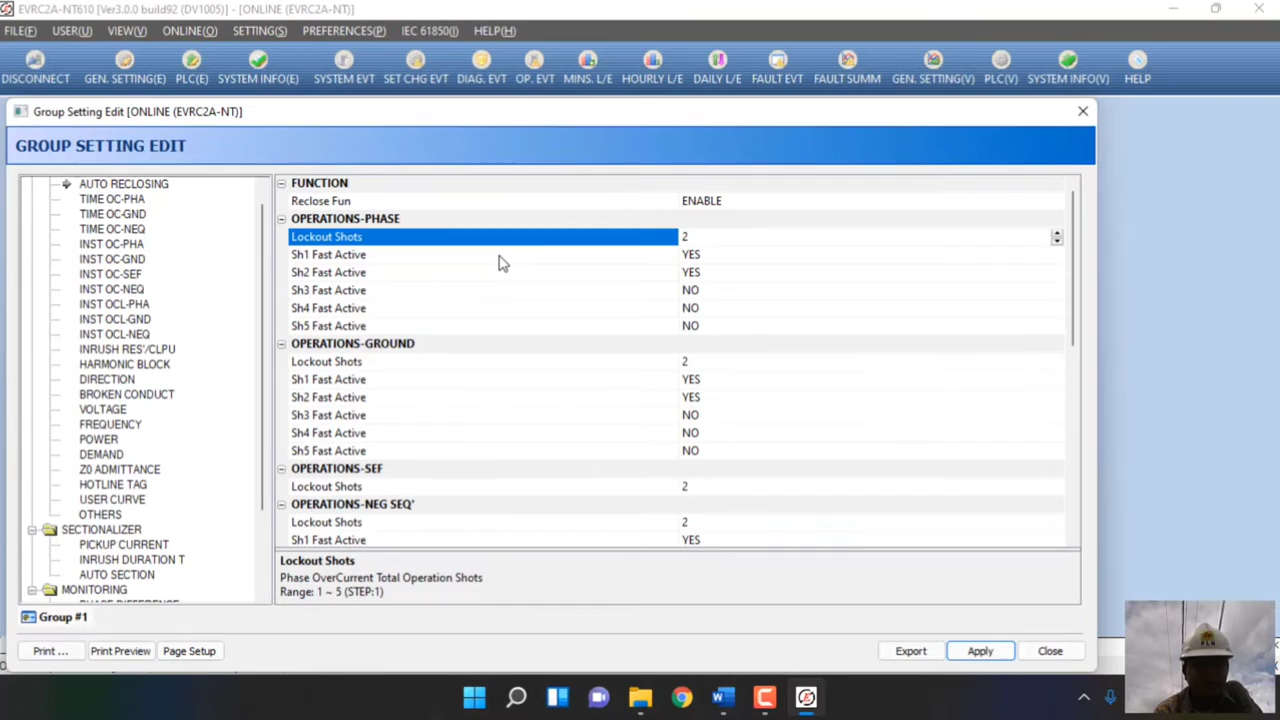 EVRC2A-NT610 [Ver3.0.0 build92 (DV1005)] - [ONLINE (EVRC2A-NT)]
FILE(F) USER(U) VIEW(V) ONLINE(O) SETTING(S) PREFERENCES(P) IEC 61850(I) HELP(H)
DISCONNECT GEN. SETTING(E) PLC(E) SYSTEM INFO(E) SYSTEM EVT SET CHG EVT DIAG. EVT OP. EVT MINS. L/E HOURLY L/E DAILY L/E FAULT EVT FAULT SUMM GEN. SETTING(V) PLC(V) SYSTEM INFO(V) HELP
Group Setting Edit [ONLINE (EVRC2A-NT)]
GROUP SETTING EDIT
AUTO RECLOSING
TIME OC-PHA
TIME OC-GND
TIME OC-NEQ
INST OC-PHA
INST OC-GND
INST OC-SEF
INST OC-NEQ
INST OCL-PHA
INST OCL-GND
INST OCL-NEQ
INRUSH RES'/CLPU
HARMONIC BLOCK
DIRECTION
BROKEN CONDUCT
VOLTAGE
FREQUENCY
POWER
DEMAND
Z0 ADMITTANCE
HOTLINE TAG
USER CURVE
OTHERS
SECTIONALIZER
PICKUP CURRENT
INRUSH DURATION T
AUTO SECTION
MONITORING
FUNCTION
Reclose Fun ENABLE
OPERATIONS-PHASE
Lockout Shots 2
Sh1 Fast Active YES
Sh2 Fast Active YES
Sh3 Fast Active NO
Sh4 Fast Active NO
Sh5 Fast Active NO
OPERATIONS-GROUND
Lockout Shots 2
Sh1 Fast Active YES
Sh2 Fast Active YES
Sh3 Fast Active NO
Sh4 Fast Active NO
Sh5 Fast Active NO
OPERATIONS-SEF
Lockout Shots 2
OPERATIONS-NEG SEQ'
Lockout Shots 2
Sh1 Fast Active YES
Lockout Shots
Phase OverCurrent Total Operation Shots
Range: 1 ~ 5 (STEP:1)
Group #1
Print ... Print Preview Page Setup Export Apply Close